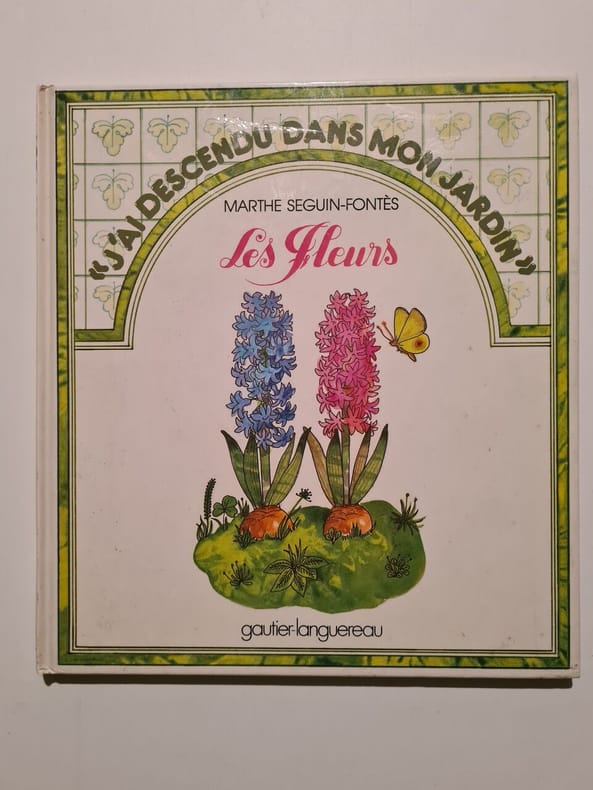 «J'AI DESCENDU DANS MON JARDIN»
MARTHE SEGUIN-FONTÈS
Les Fleurs
gautier-languereau